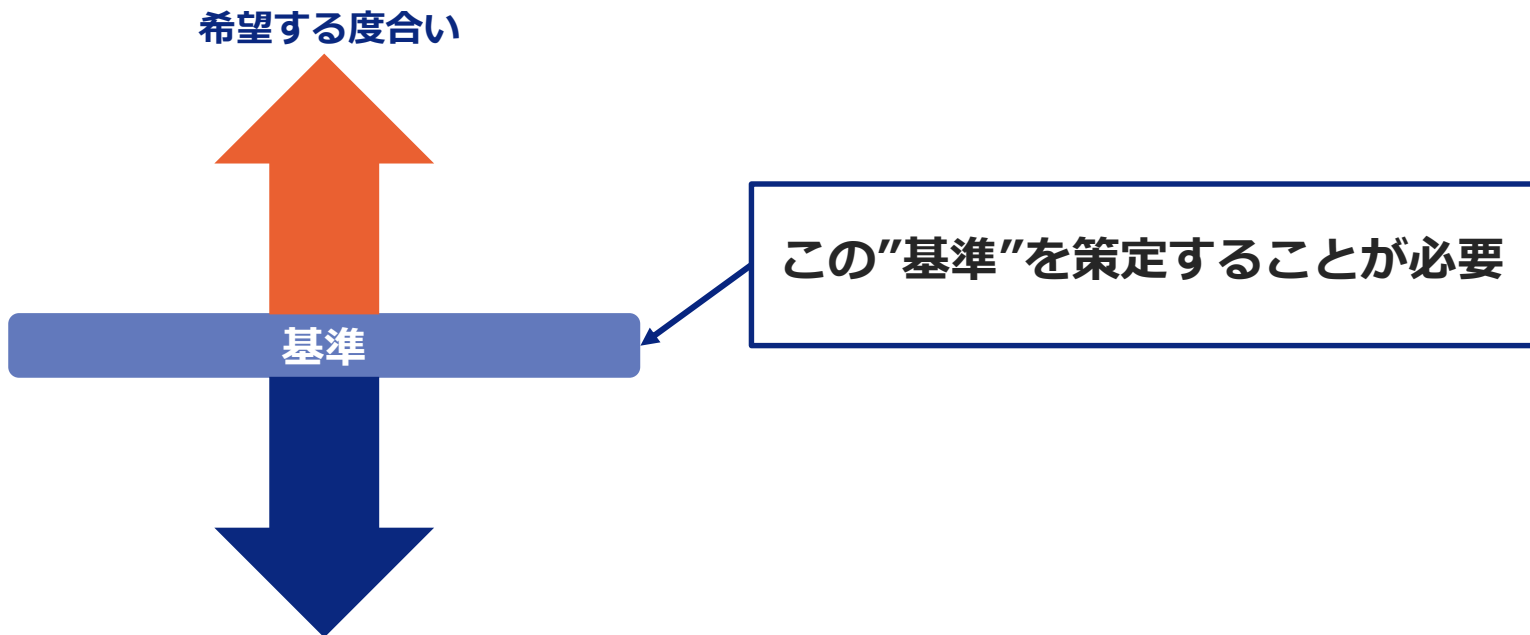 希望する度合い
この”基準”を策定することが必要
基準